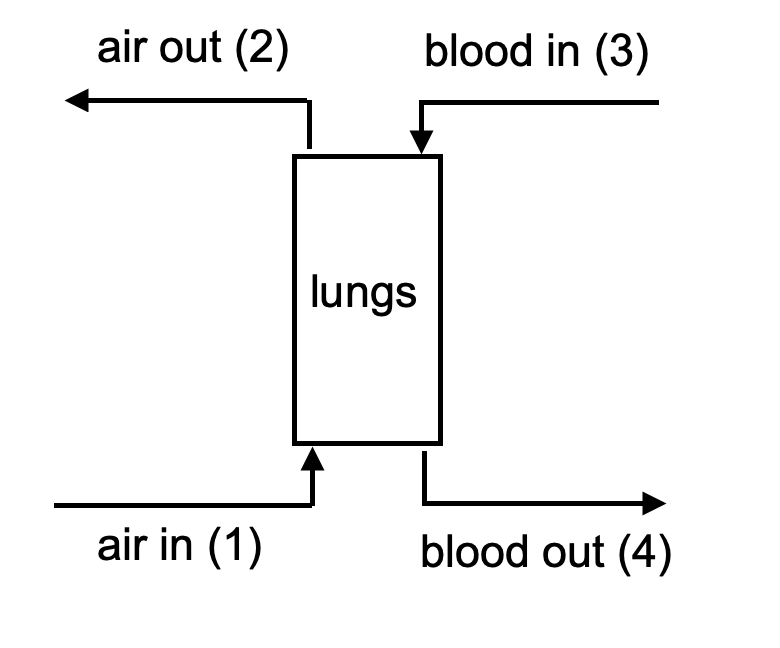 air out (2)
blood in (3)
lungs
air in (1)
blood out (4)